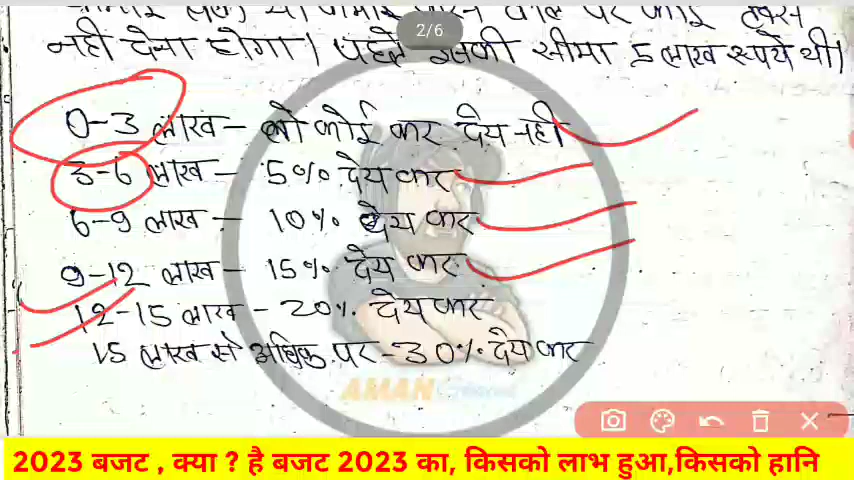 2/6
नही देना होगा। पहले इसकी सीमा 5 लाख रुपये थी।
0-3 लाख - को कोई कर देय नही
3-6 लाख - 5% देय कर
6-9 लाख - 10% देय कर
9-12 लाख - 15% देय कर
12-15 लाख - 20% देय कर
15 लाख से अधिक पर - 30% देय कर
AMAN
2023 बजट , क्या ? है बजट 2023 का, किसको लाभ हुआ,किसको हानि